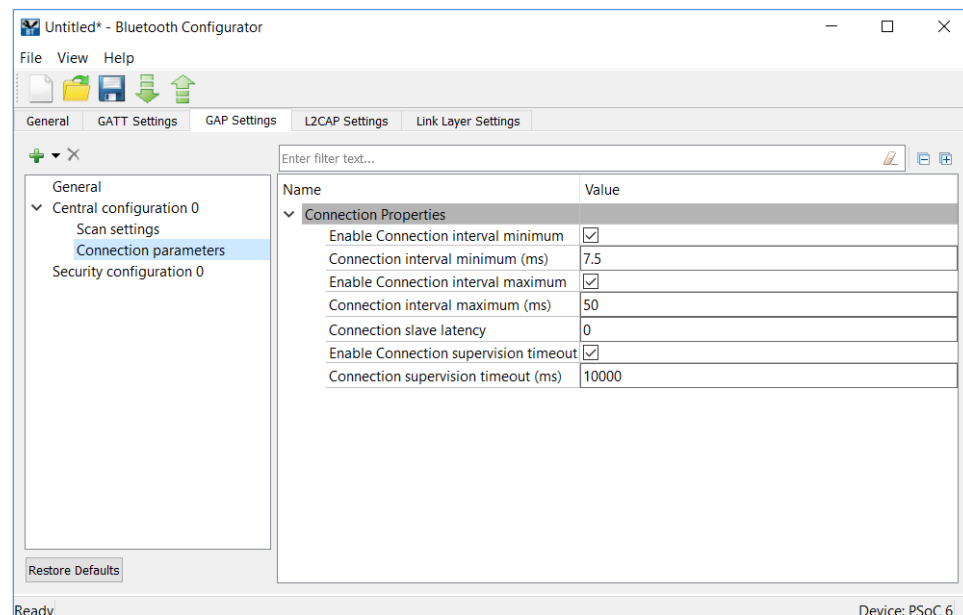 Untitled* - Bluetooth Configurator
File View Help
General GATT Settings GAP Settings L2CAP Settings Link Layer Settings
Enter filter text...
General
Central configuration 0
Scan settings
Connection parameters
Security configuration 0
Name Value
Connection Properties
Enable Connection interval minimum
Connection interval minimum (ms) 7.5
Enable Connection interval maximum
Connection interval maximum (ms) 50
Connection slave latency 0
Enable Connection supervision timeout
Connection supervision timeout (ms) 10000
Restore Defaults
Ready Device: PSoC 6